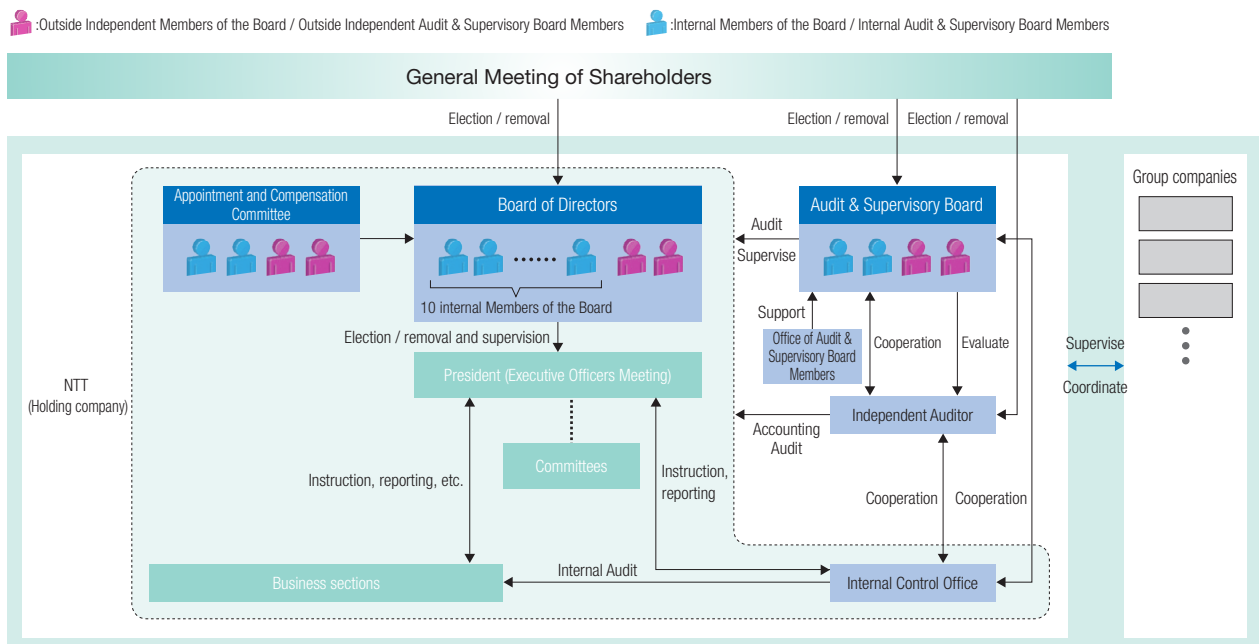 :Outside Independent Members of the Board / Outside Independent Audit & Supervisory Board Members
:Internal Members of the Board / Internal Audit & Supervisory Board Members
General Meeting of Shareholders
Election / removal
Election / removal
Election / removal
Appointment and Compensation
Committee
Board of Directors
Audit & Supervisory Board
Group companies
Audit
Supervise
10 internal Members of the Board
Support
Office of Audit &
Supervisory Board
Members
Cooperation
Evaluate
Election / removal and supervision
Supervise
Coordinate
President (Executive Officers Meeting)
NTT
(Holding company)
Independent Auditor
Accounting
Audit
Committees
Instruction, reporting, etc.
Instruction,
reporting
Cooperation
Cooperation
Internal Audit
Business sections
Internal Control Office